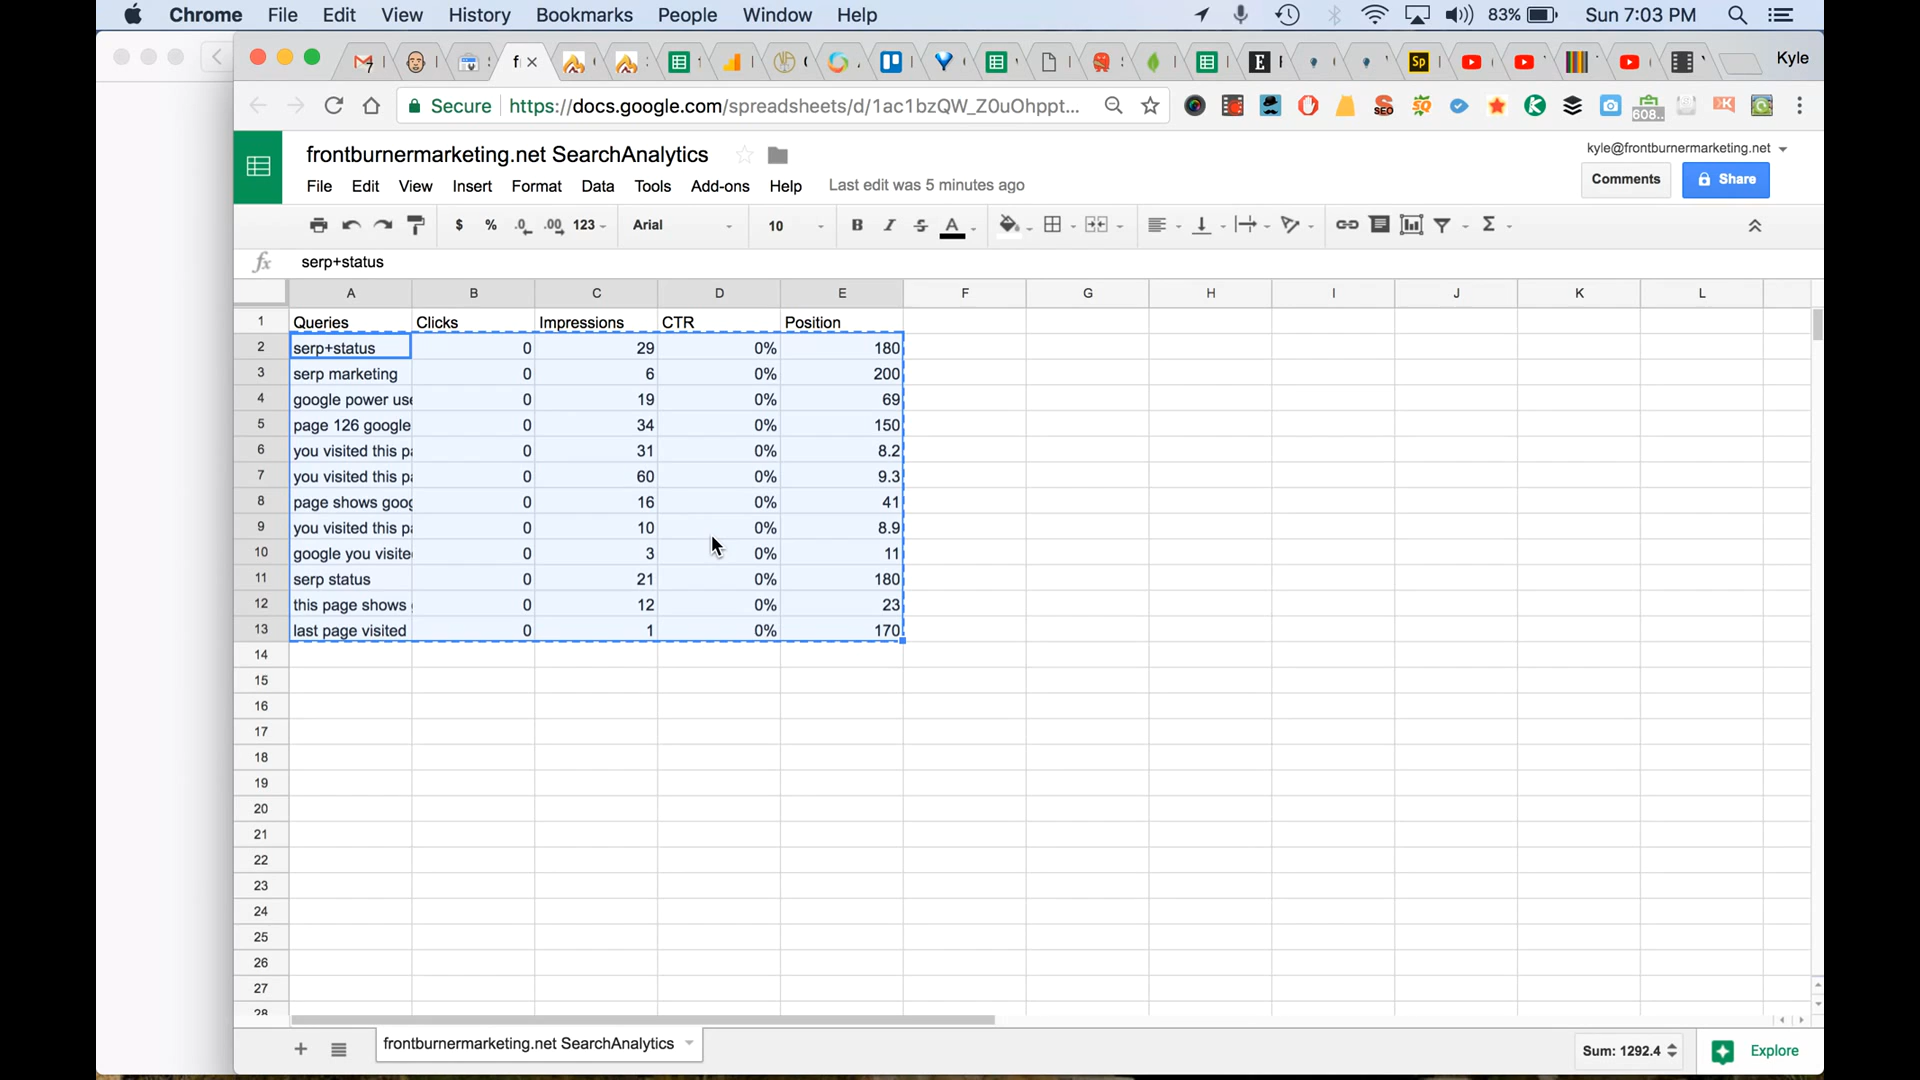 Chrome File Edit View History Bookmarks People Window Help 83% Sun 7:03 PM
Kyle
Secure https://docs.google.com/spreadsheets/d/1ac1bzQW_Z0uOhppt...
frontburnermarketing.net SearchAnalytics
kyle@frontburnermarketing.net
File Edit View Insert Format Data Tools Add-ons Help Last edit was 5 minutes ago
Comments Share
$ % .0 .00 123 Arial 10 B I S A Σ
fx serp+status
A B C D E F G H I J K L
1 Queries Clicks Impressions CTR Position
2 serp+status 0 29 0% 180
3 serp marketing 0 6 0% 200
4 google power use 0 19 0% 69
5 page 126 google 0 34 0% 150
6 you visited this pa 0 31 0% 8.2
7 you visited this pa 0 60 0% 9.3
8 page shows goog 0 16 0% 41
9 you visited this pa 0 10 0% 8.9
10 google you visite 0 3 0% 11
11 serp status 0 21 0% 180
12 this page shows 0 12 0% 23
13 last page visited 0 1 0% 170
14
15
16
17
18
19
20
21
22
23
24
25
26
27
28
frontburnermarketing.net SearchAnalytics
Sum: 1292.4
Explore